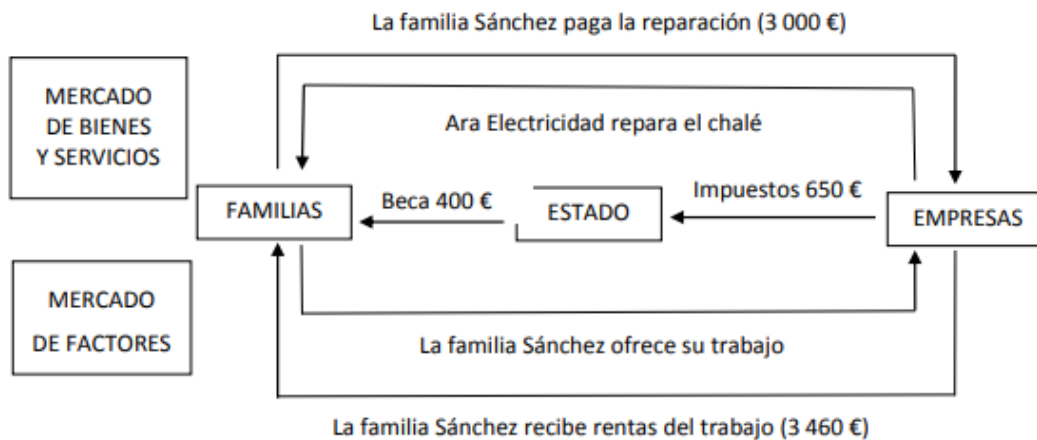 La familia Sánchez paga la reparación (3 000 €)
MERCADO
DE BIENES
Y SERVICIOS
Ara Electricidad repara el chalé
FAMILIAS
Beca 400 €
ESTADO
Impuestos 650 €
EMPRESAS
MERCADO
DE FACTORES
La familia Sánchez ofrece su trabajo
La familia Sánchez recibe rentas del trabajo (3 460 €)